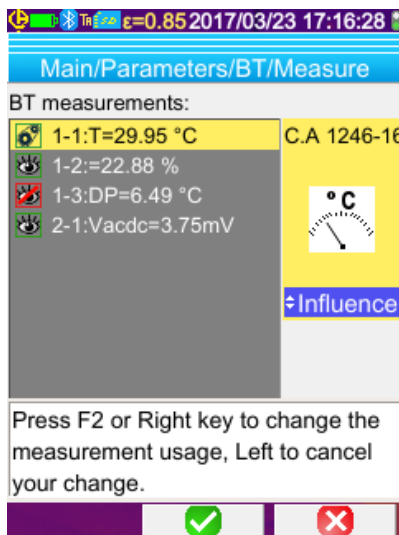 ε=0.85 2017/03/23 17:16:28
Main/Parameters/BT/Measure
BT measurements:
1-1:T=29.95 °C
1-2:=22.88 %
1-3:DP=6.49 °C
2-1:Vacdc=3.75mV
C.A 1246-16
°C
Influence
Press F2 or Right key to change the
measurement usage, Left to cancel
your change.